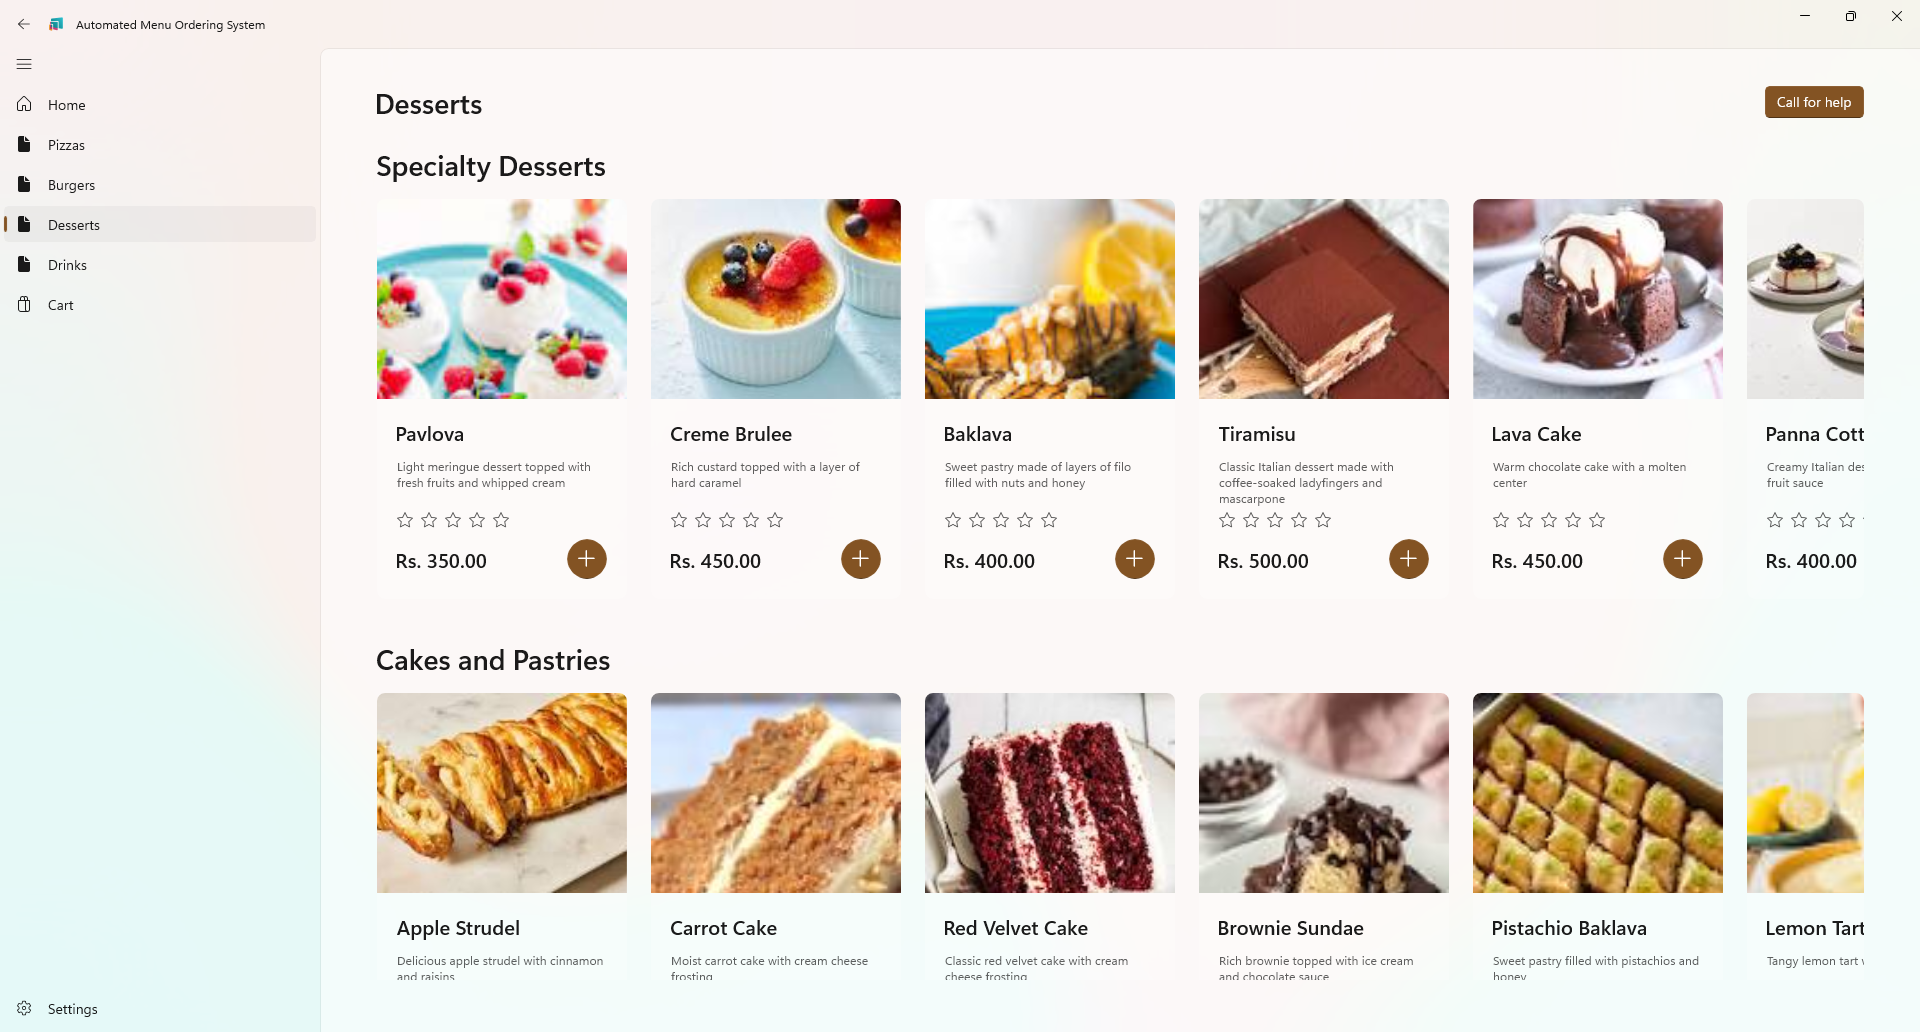 Automated Menu Ordering System
Home
Pizzas
Burgers
Desserts
Drinks
Cart
Settings
Desserts
Call for help
Specialty Desserts
Pavlova
Light meringue dessert topped with
fresh fruits and whipped cream
Rs. 350.00
Creme Brulee
Rich custard topped with a layer of
hard caramel
Rs. 450.00
Baklava
Sweet pastry made of layers of filo
filled with nuts and honey
Rs. 400.00
Tiramisu
Classic Italian dessert made with
coffee-soaked ladyfingers and
mascarpone
Rs. 500.00
Lava Cake
Warm chocolate cake with a molten
center
Rs. 450.00
Panna Cott
Creamy Italian des
fruit sauce
Rs. 400.00
Cakes and Pastries
Apple Strudel
Delicious apple strudel with cinnamon
and raisins
Carrot Cake
Moist carrot cake with cream cheese
frosting
Red Velvet Cake
Classic red velvet cake with cream
cheese frosting
Brownie Sundae
Rich brownie topped with ice cream
and chocolate sauce
Pistachio Baklava
Sweet pastry filled with pistachios and
honey
Lemon Tart
Tangy lemon tart